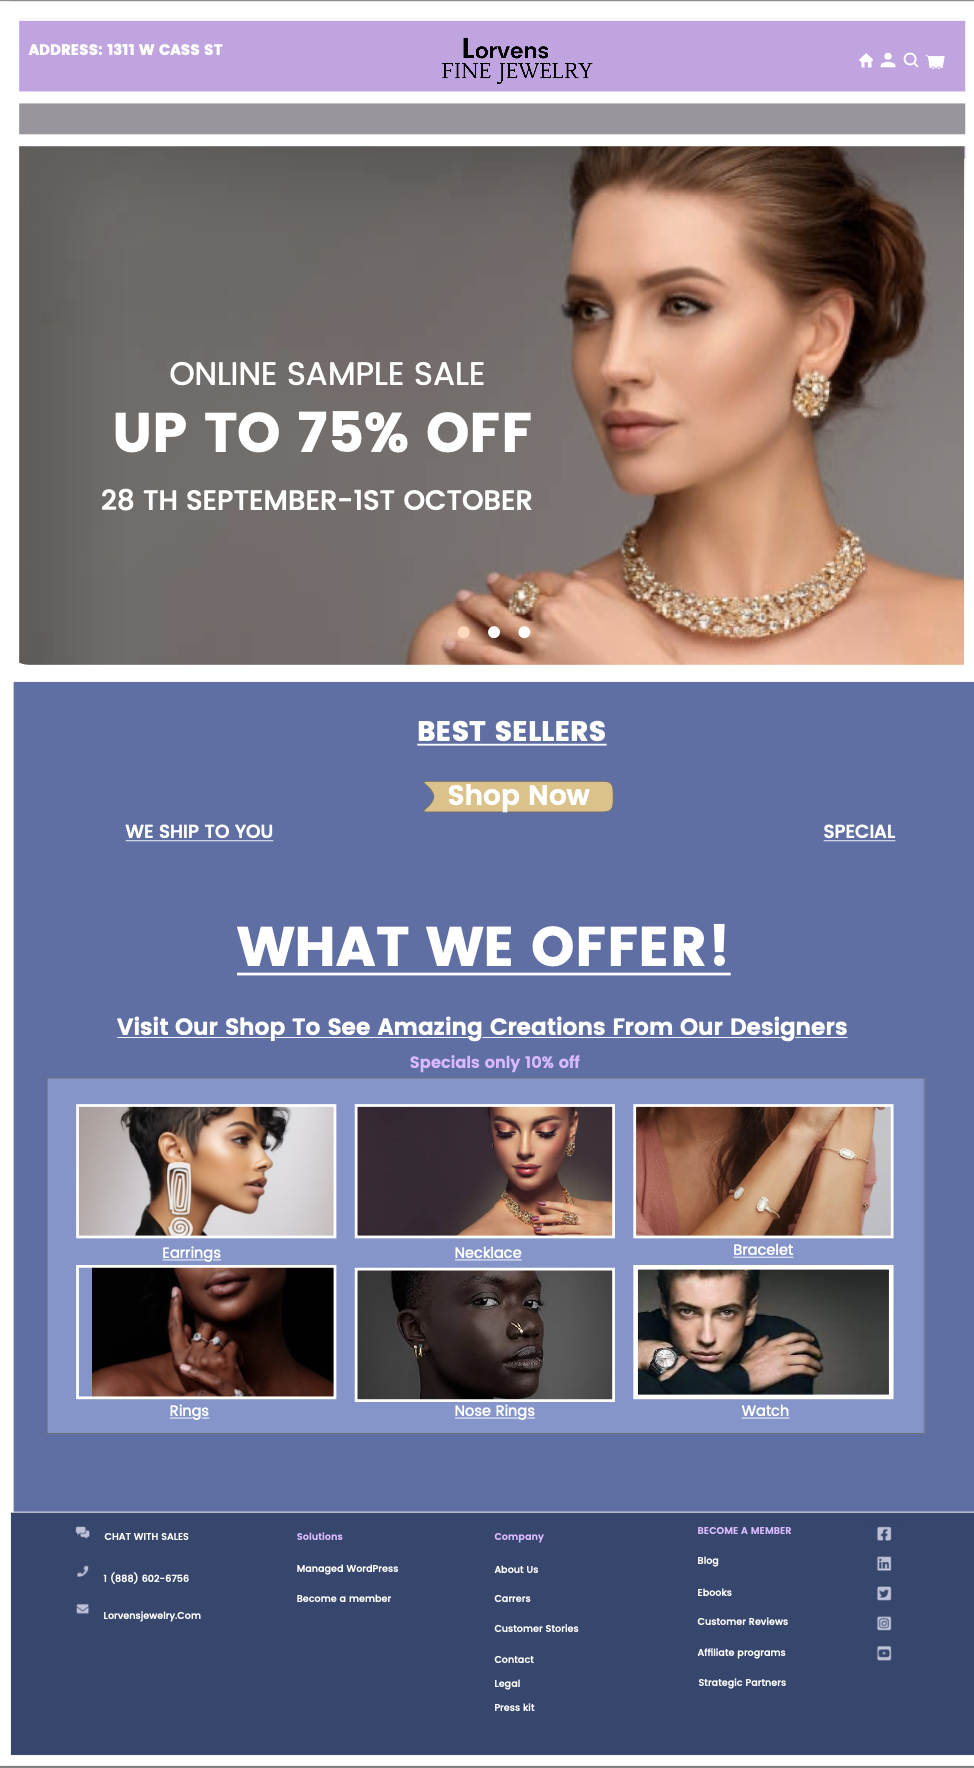 ADDRESS: 1311 W CASS ST
Lorvens
FINE JEWELRY
ONLINE SAMPLE SALE
UP TO 75% OFF
28 TH SEPTEMBER-1ST OCTOBER
BEST SELLERS
Shop Now
WE SHIP TO YOU
SPECIAL
WHAT WE OFFER!
Visit Our Shop To See Amazing Creations From Our Designers
Specials only 10% off
Earrings
Necklace
Bracelet
Rings
Nose Rings
Watch
CHAT WITH SALES
1 (888) 602-6756
Lorvensjewelry.Com
Solutions
Managed WordPress
Become a member
Company
About Us
Carrers
Customer Stories
Contact
Legal
Press kit
BECOME A MEMBER
Blog
Ebooks
Customer Reviews
Affiliate programs
Strategic Partners